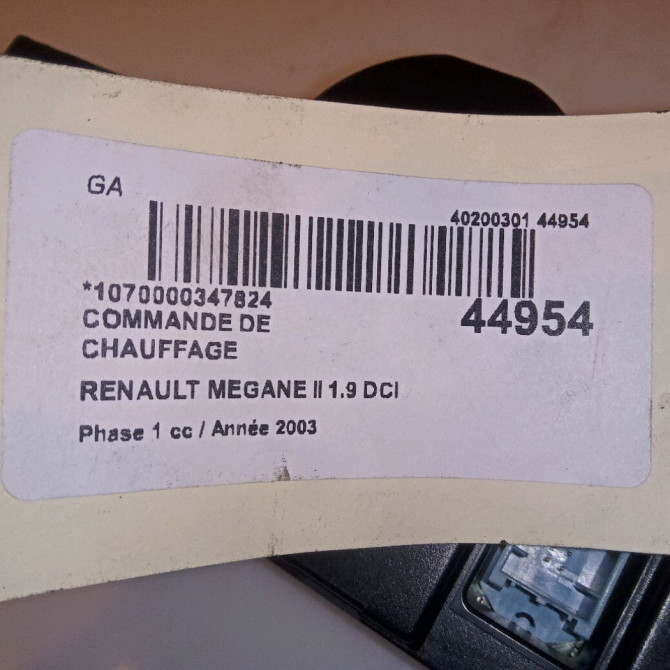 GA
40200301 44954
*1070000347824
44954
COMMANDE DE
CHAUFFAGE
RENAULT MEGANE II 1.9 DCI
Phase 1 cc / Année 2003